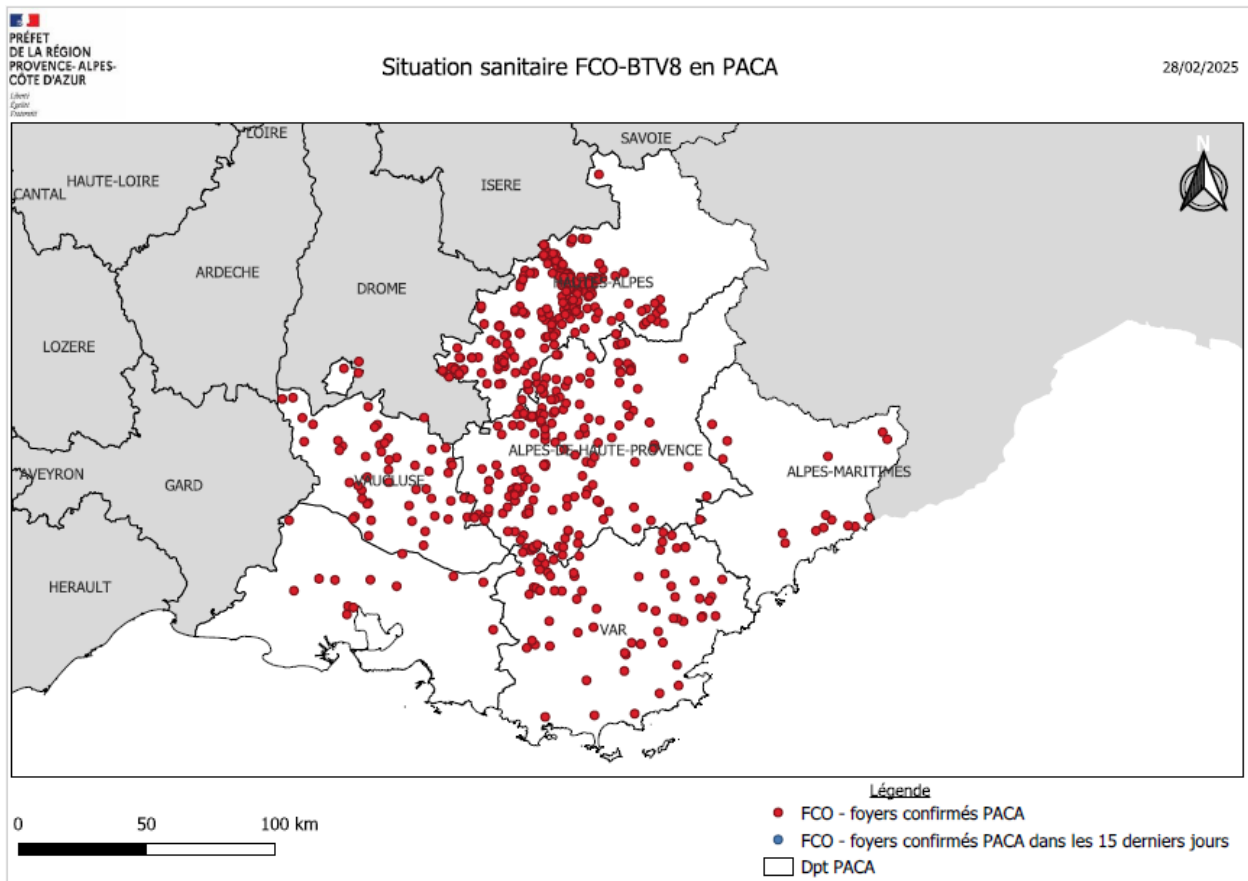 PRÉFET
DE LA RÉGION
PROVENCE- ALPES-
CÔTE D'AZUR
Liberté
Égalité
Fraternité
Situation sanitaire FCO-BTV8 en PACA
28/02/2025
LOIRE
SAVOIE
N
HAUTE-LOIRE
ISERE
CANTAL
ARDECHE
DROME
HAUTES-ALPES
LOZERE
ALPES-DE-HAUTE-PROVENCE
AVEYRON
GARD
VAUCLUSE
ALPES-MARITIMES
HERAULT
VAR
Légende
0 50 100 km
FCO - foyers confirmés PACA
FCO - foyers confirmés PACA dans les 15 derniers jours
Dpt PACA